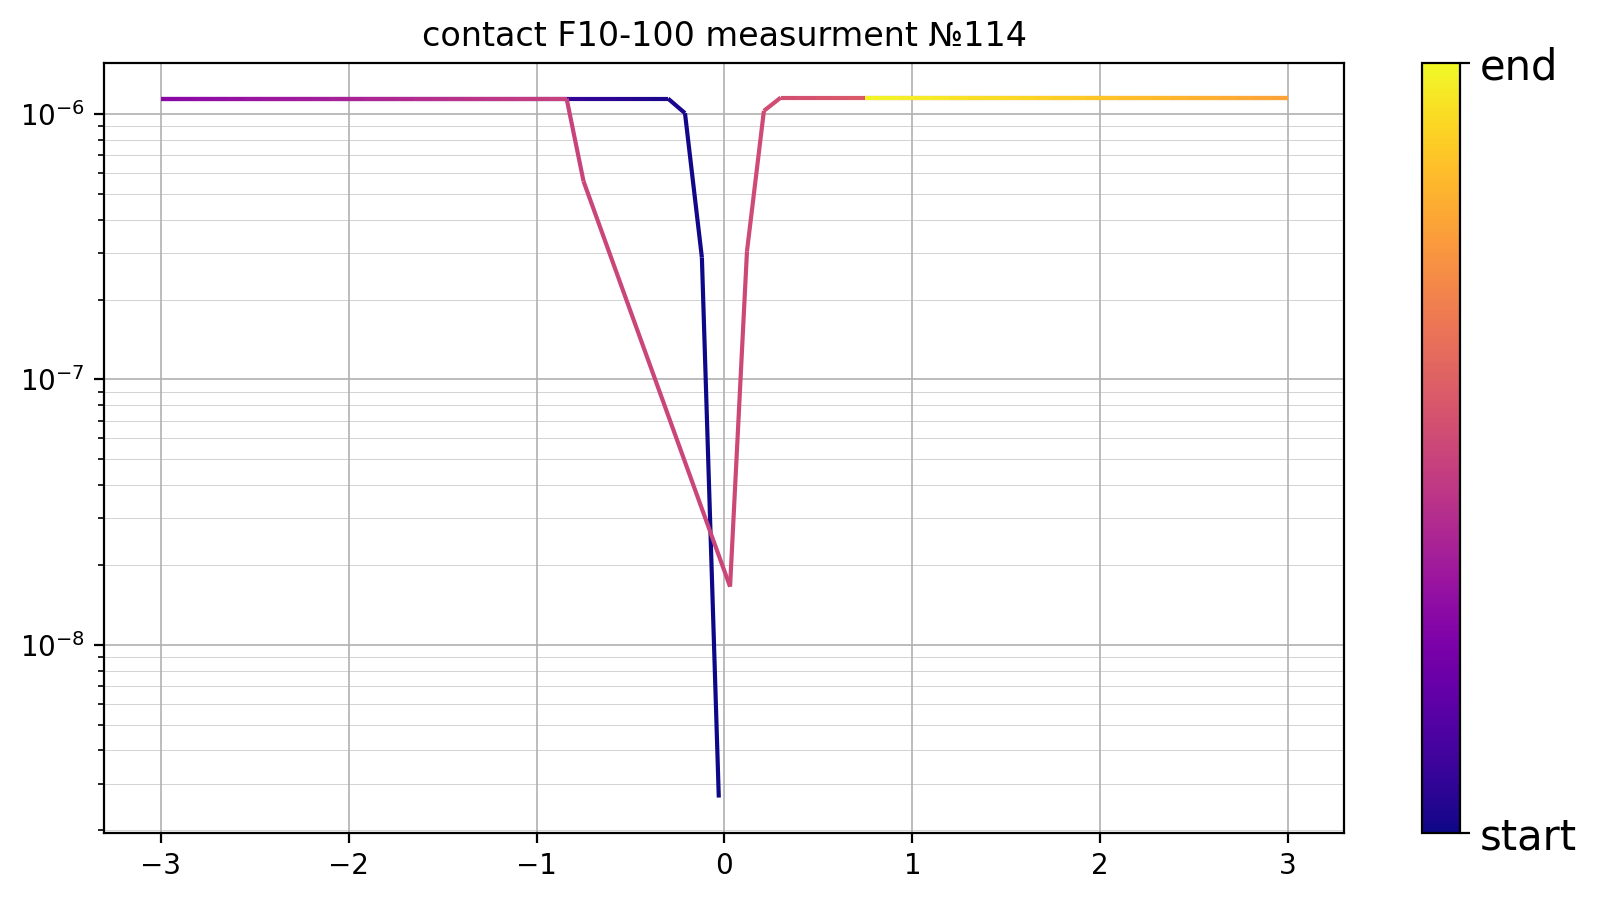 contact F10-100 measurment №114
10⁻⁶
10⁻⁷
10⁻⁸
−3 −2 −1 0 1 2 3
end
start